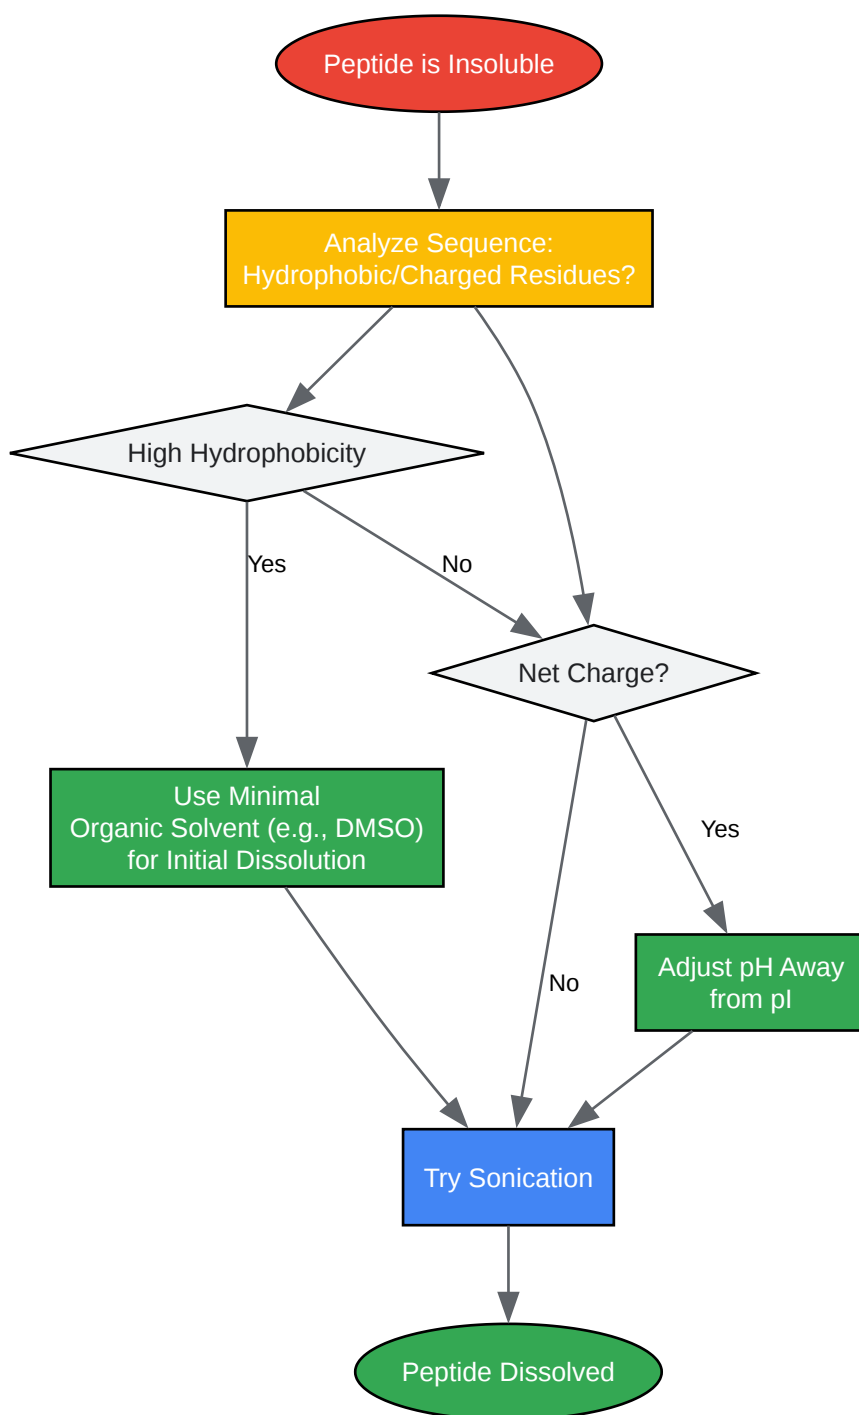 Peptide is Insoluble
Analyze Sequence:
Hydrophobic/Charged Residues?
High Hydrophobicity
Yes
No
Net Charge?
Use Minimal
Organic Solvent (e.g., DMSO)
for Initial Dissolution
Yes
Adjust pH Away
from pI
No
Try Sonication
Peptide Dissolved